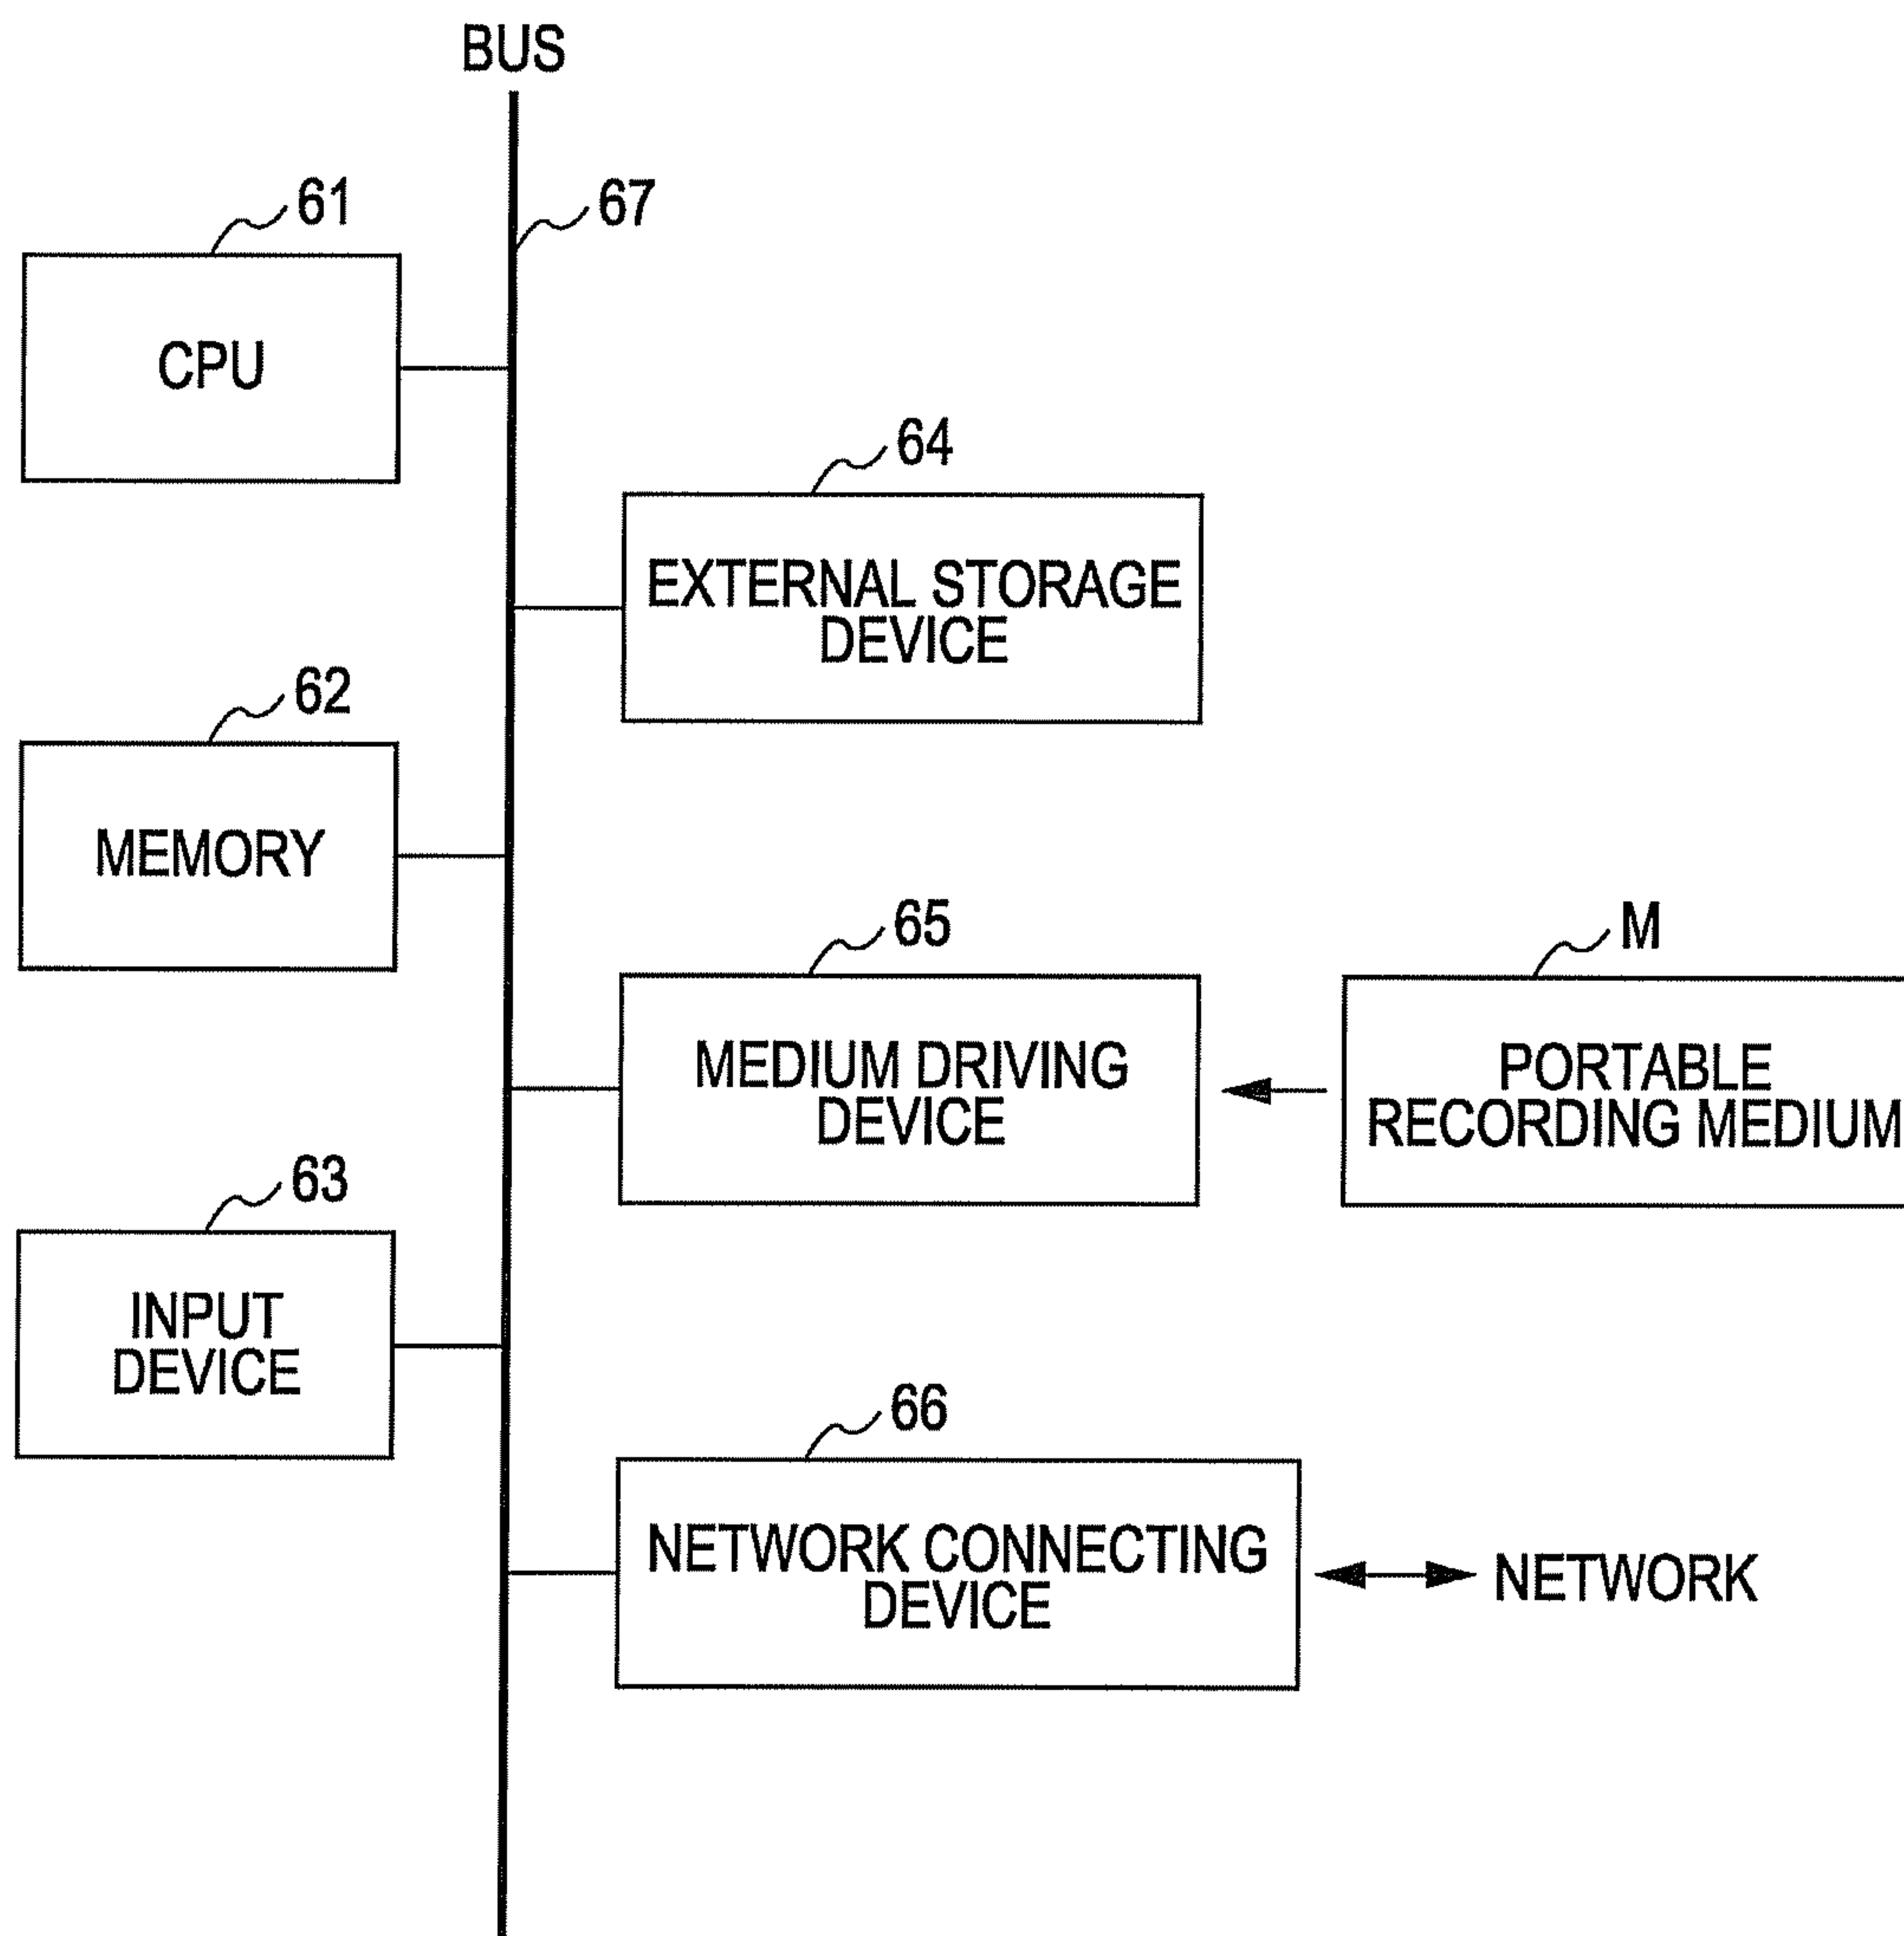 BUS
61
67
CPU
64
EXTERNAL STORAGE
DEVICE
62
MEMORY
65
M
MEDIUM DRIVING
DEVICE
PORTABLE
RECORDING MEDIUM
63
INPUT
DEVICE
66
NETWORK CONNECTING
DEVICE
NETWORK